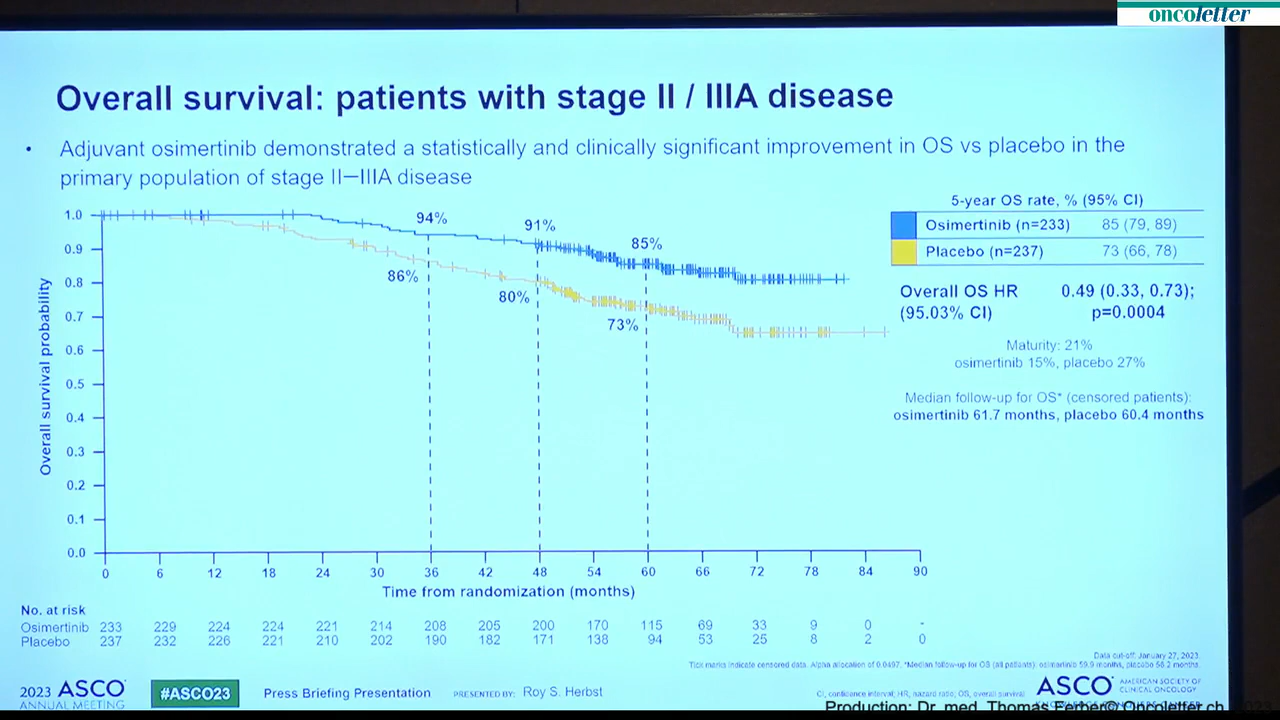 oncoletter
Overall survival: patients with stage II / IIIA disease
• Adjuvant osimertinib demonstrated a statistically and clinically significant improvement in OS vs placebo in the
primary population of stage II–IIIA disease
5-year OS rate, % (95% CI)
Osimertinib (n=233) 85 (79, 89)
Placebo (n=237) 73 (66, 78)
Overall OS HR 0.49 (0.33, 0.73);
(95.03% CI) p=0.0004
Maturity: 21%
osimertinib 15%, placebo 27%
Median follow-up for OS* (censored patients):
osimertinib 61.7 months, placebo 60.4 months
Overall survival probability
1.0
0.9
0.8
0.7
0.6
0.5
0.4
0.3
0.2
0.1
0.0
94%
91%
85%
86%
80%
73%
0 6 12 18 24 30 36 42 48 54 60 66 72 78 84 90
Time from randomization (months)
No. at risk
Osimertinib 233 229 224 224 221 214 208 205 200 170 115 69 33 9 0 -
Placebo 237 232 226 221 210 202 190 182 171 138 94 53 25 8 2 0
Data cut-off: January 27, 2023.
Tick marks indicate censored data. Alpha allocation of 0.0497. *Median follow-up for OS (all patients): osimertinib 59.9 months, placebo 56.2 months.
2023 ASCO
ANNUAL MEETING
#ASCO23
Press Briefing Presentation
PRESENTED BY: Roy S. Herbst
CI, confidence interval; HR, hazard ratio; OS, overall survival
ASCO AMERICAN SOCIETY OF
CLINICAL ONCOLOGY
Production: Dr. med. Thomas Ferber© Oncoletter.ch, 2023